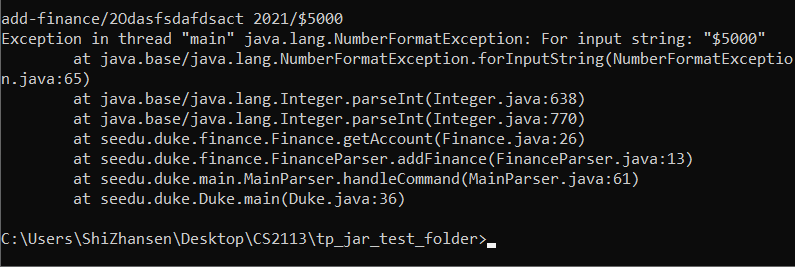 add-finance/2Odasfsdafdsact 2021/$5000
Exception in thread "main" java.lang.NumberFormatException: For input string: "$5000"
        at java.base/java.lang.NumberFormatException.forInputString(NumberFormatExceptio
n.java:65)
        at java.base/java.lang.Integer.parseInt(Integer.java:638)
        at java.base/java.lang.Integer.parseInt(Integer.java:770)
        at seedu.duke.finance.Finance.getAccount(Finance.java:26)
        at seedu.duke.finance.FinanceParser.addFinance(FinanceParser.java:13)
        at seedu.duke.main.MainParser.handleCommand(MainParser.java:61)
        at seedu.duke.Duke.main(Duke.java:36)
C:\Users\ShiZhansen\Desktop\CS2113\tp_jar_test_folder>